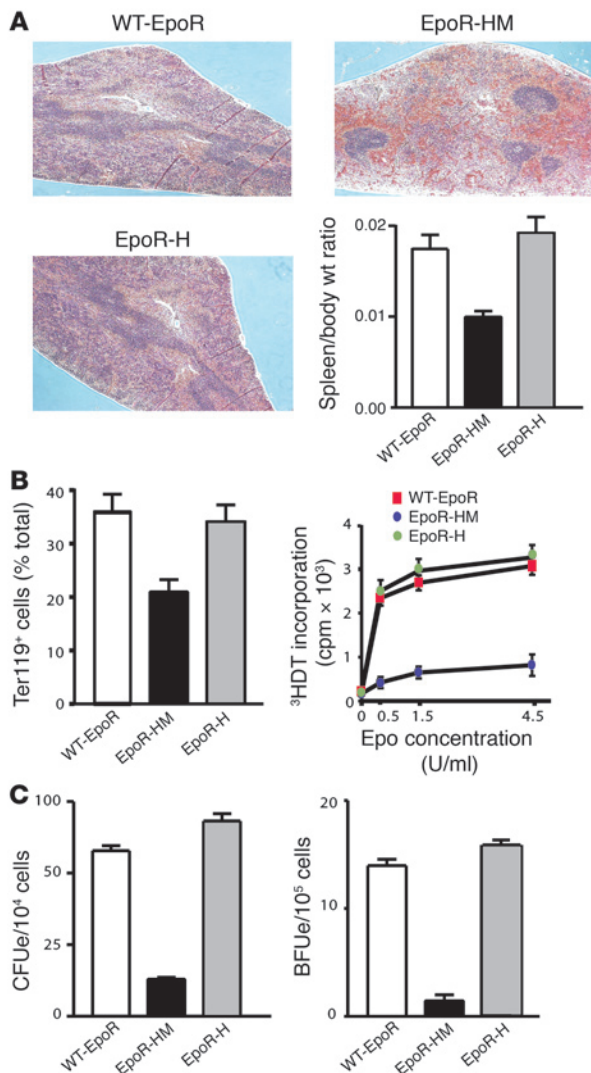 A
WT-EpoR
EpoR-HM
EpoR-H
Spleen/body wt ratio
0.02
0.01
0.00
WT-EpoR
EpoR-HM
EpoR-H
B
Ter119⁺ cells (% total)
40
30
20
10
0
WT-EpoR
EpoR-HM
EpoR-H
WT-EpoR
EpoR-HM
EpoR-H
³HDT incorporation
(cpm × 10³)
4
3
2
1
0
0
0.5
1.5
4.5
Epo concentration
(U/ml)
C
CFUe/10⁴ cells
100
50
25
0
WT-EpoR
EpoR-HM
EpoR-H
BFUe/10⁵ cells
20
10
0
WT-EpoR
EpoR-HM
EpoR-H